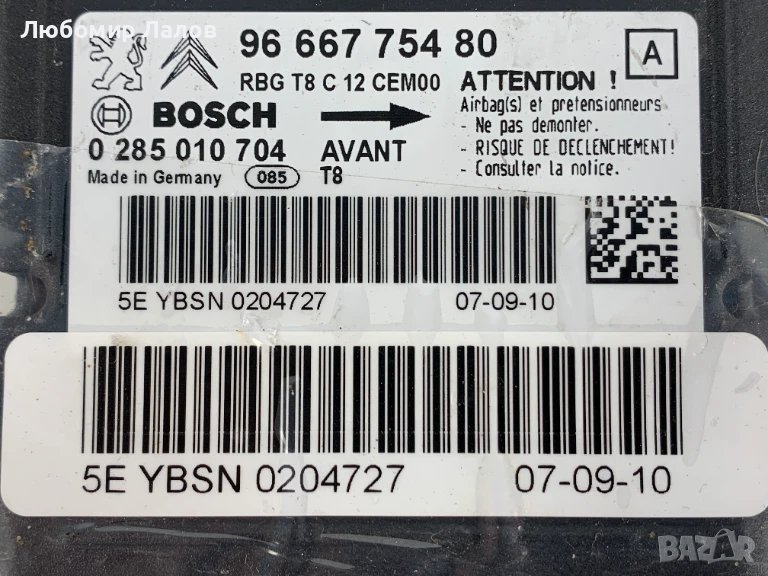 Любомир Лалов
96 667 754 80
A
RBG T8 C 12 CEM00
ATTENTION !
BOSCH
Airbag(s) et pretensionneurs
- Ne pas demonter.
0 285 010 704
AVANT
- RISQUE DE DECLENCHEMENT!
- Consulter la notice.
Made in Germany
085
T8
5E YBSN 0204727
07-09-10
5E YBSN 0204727
07-09-10
BAZAR